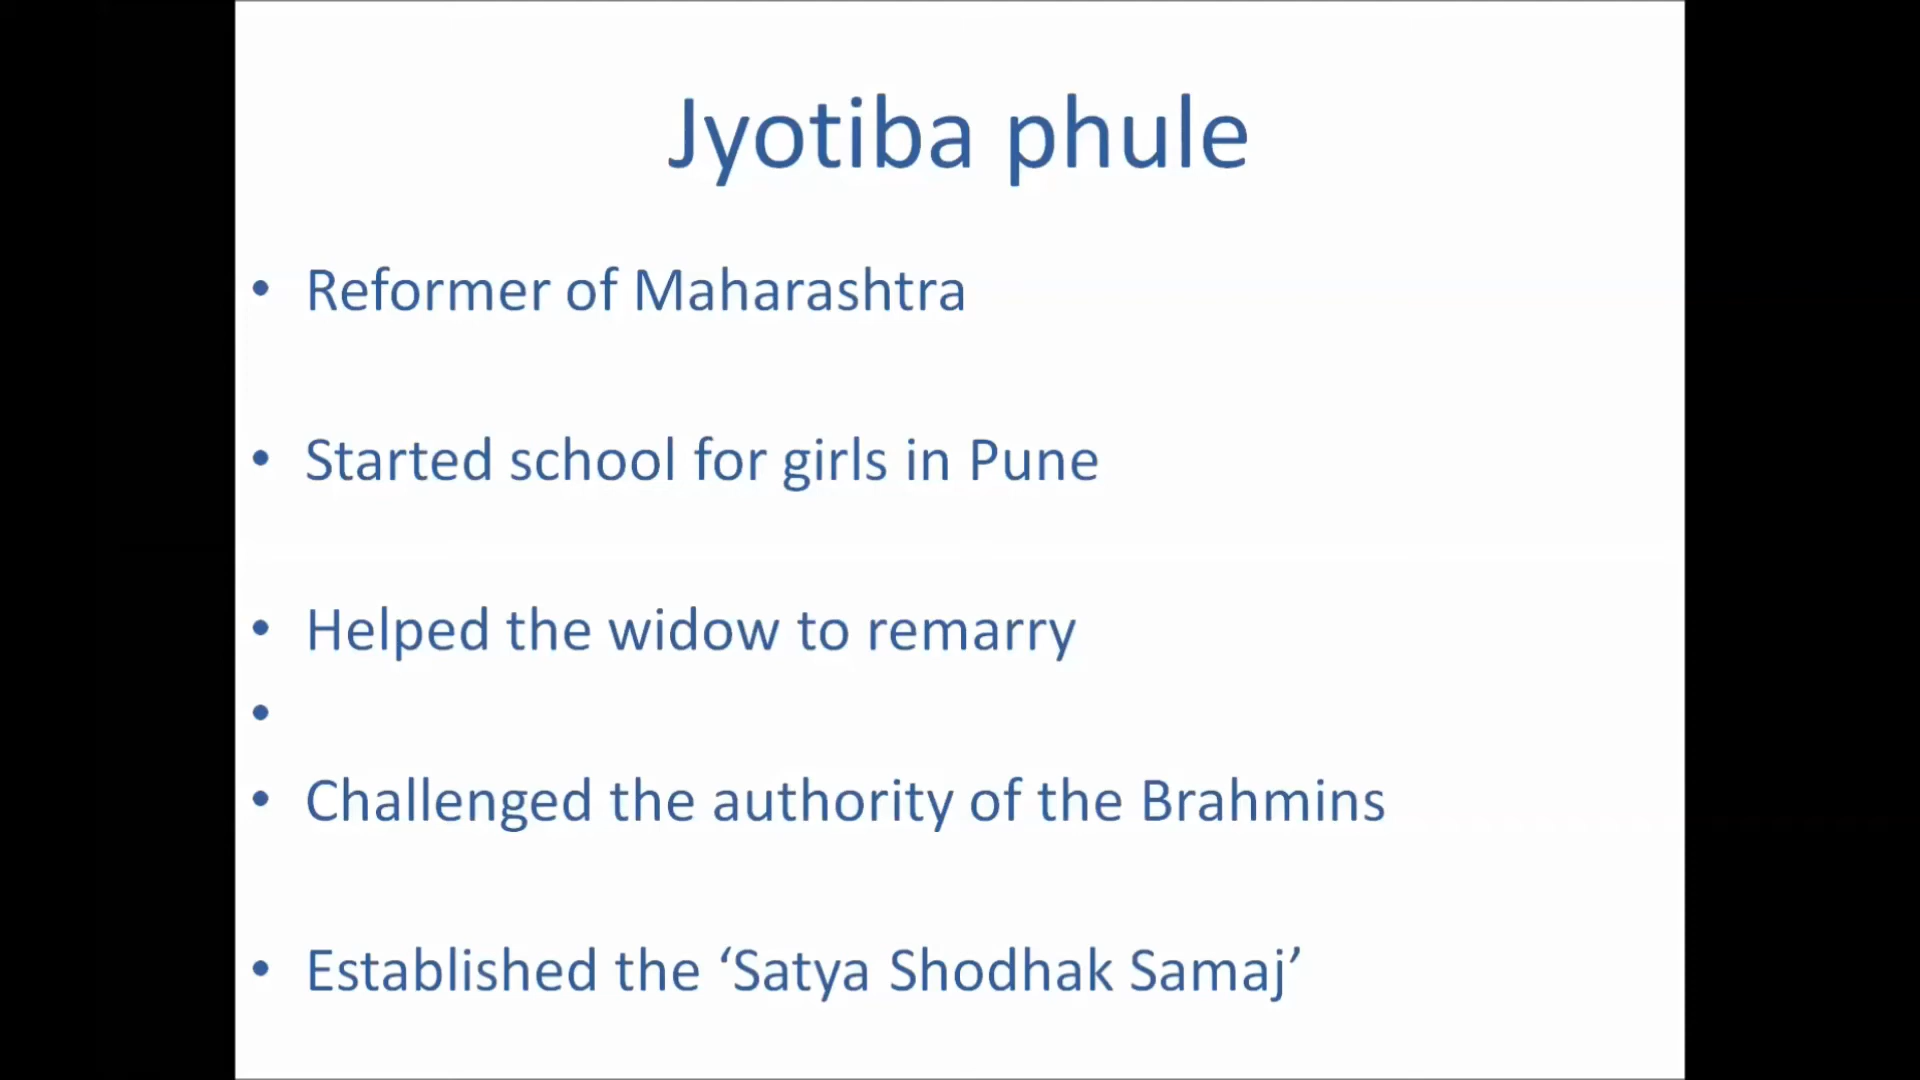 Jyotiba phule
• Reformer of Maharashtra
• Started school for girls in Pune
• Helped the widow to remarry
•
• Challenged the authority of the Brahmins
• Established the ‘Satya Shodhak Samaj’